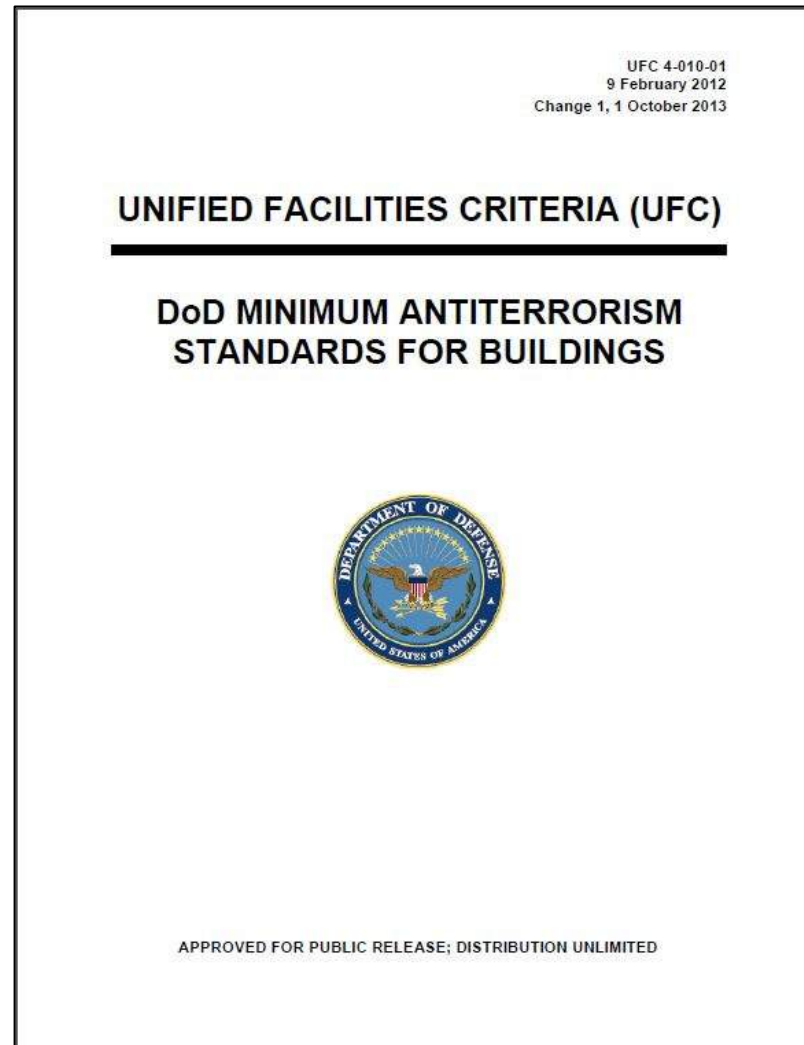 UFC 4-010-01
9 February 2012
Change 1, 1 October 2013
UNIFIED FACILITIES CRITERIA (UFC)
DoD MINIMUM ANTITERRORISM
STANDARDS FOR BUILDINGS
DEPARTMENT OF DEFENSE
UNITED STATES OF AMERICA
APPROVED FOR PUBLIC RELEASE; DISTRIBUTION UNLIMITED